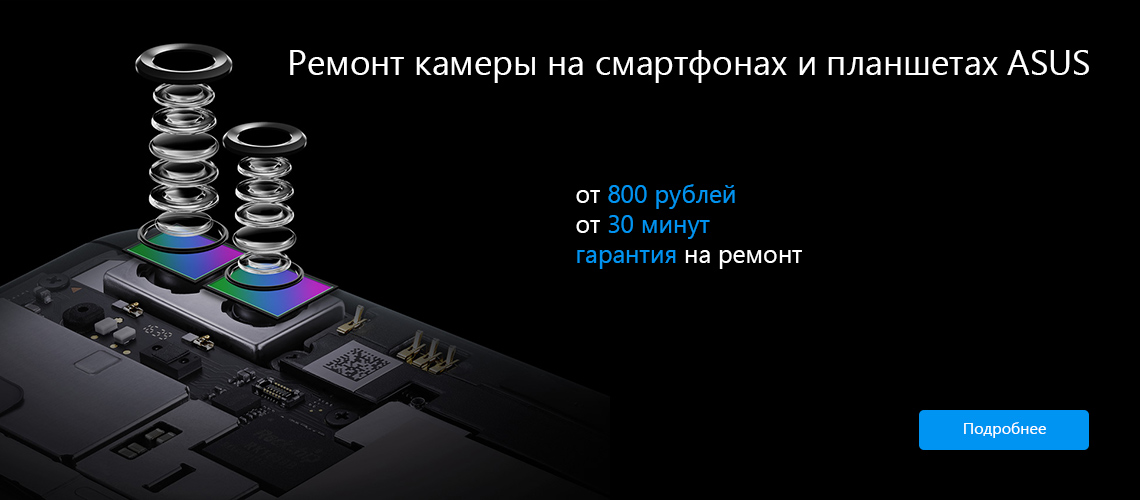 Ремонт камеры на смартфонах и планшетах ASUS
от 800 рублей
от 30 минут
гарантия на ремонт
Подробнее